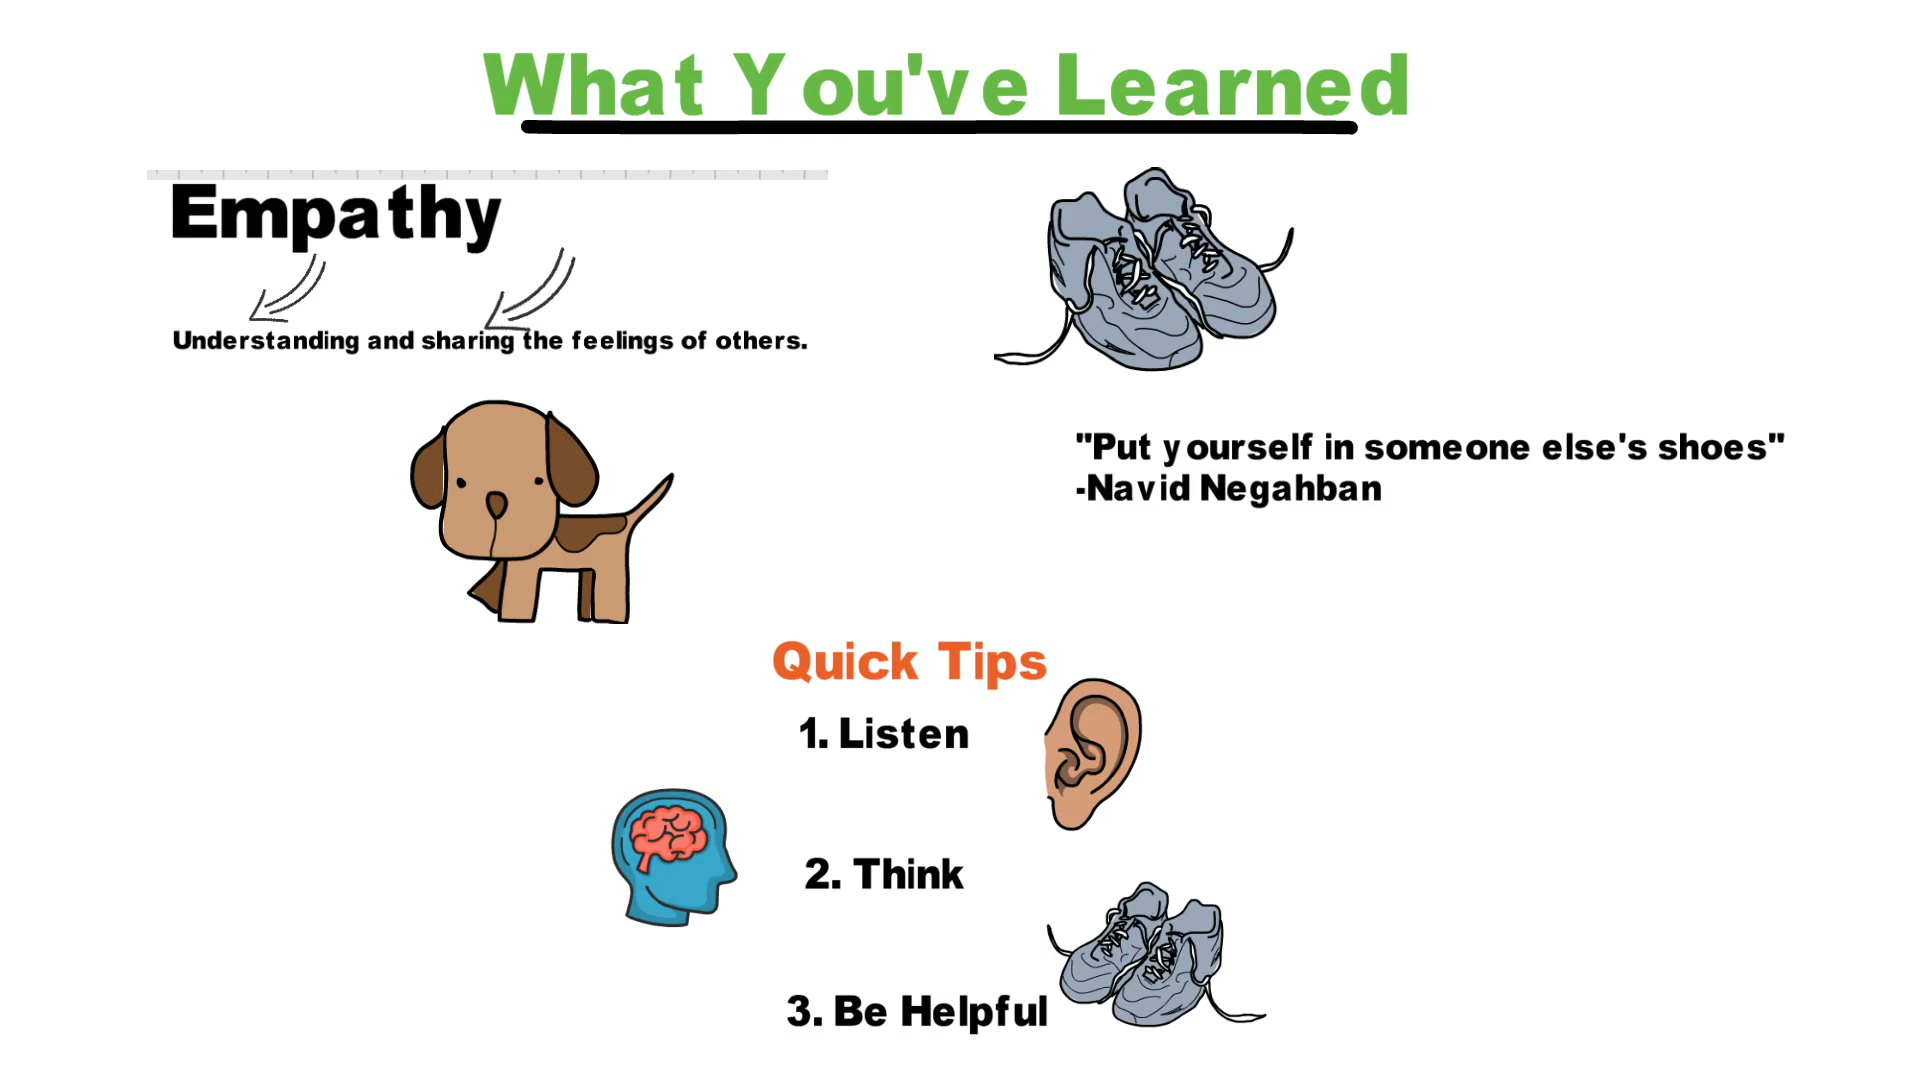 What You've Learned
Empathy
Understanding and sharing the feelings of others.
"Put yourself in someone else's shoes"
-Navid Negahban
Quick Tips
1. Listen
2. Think
3. Be Helpful